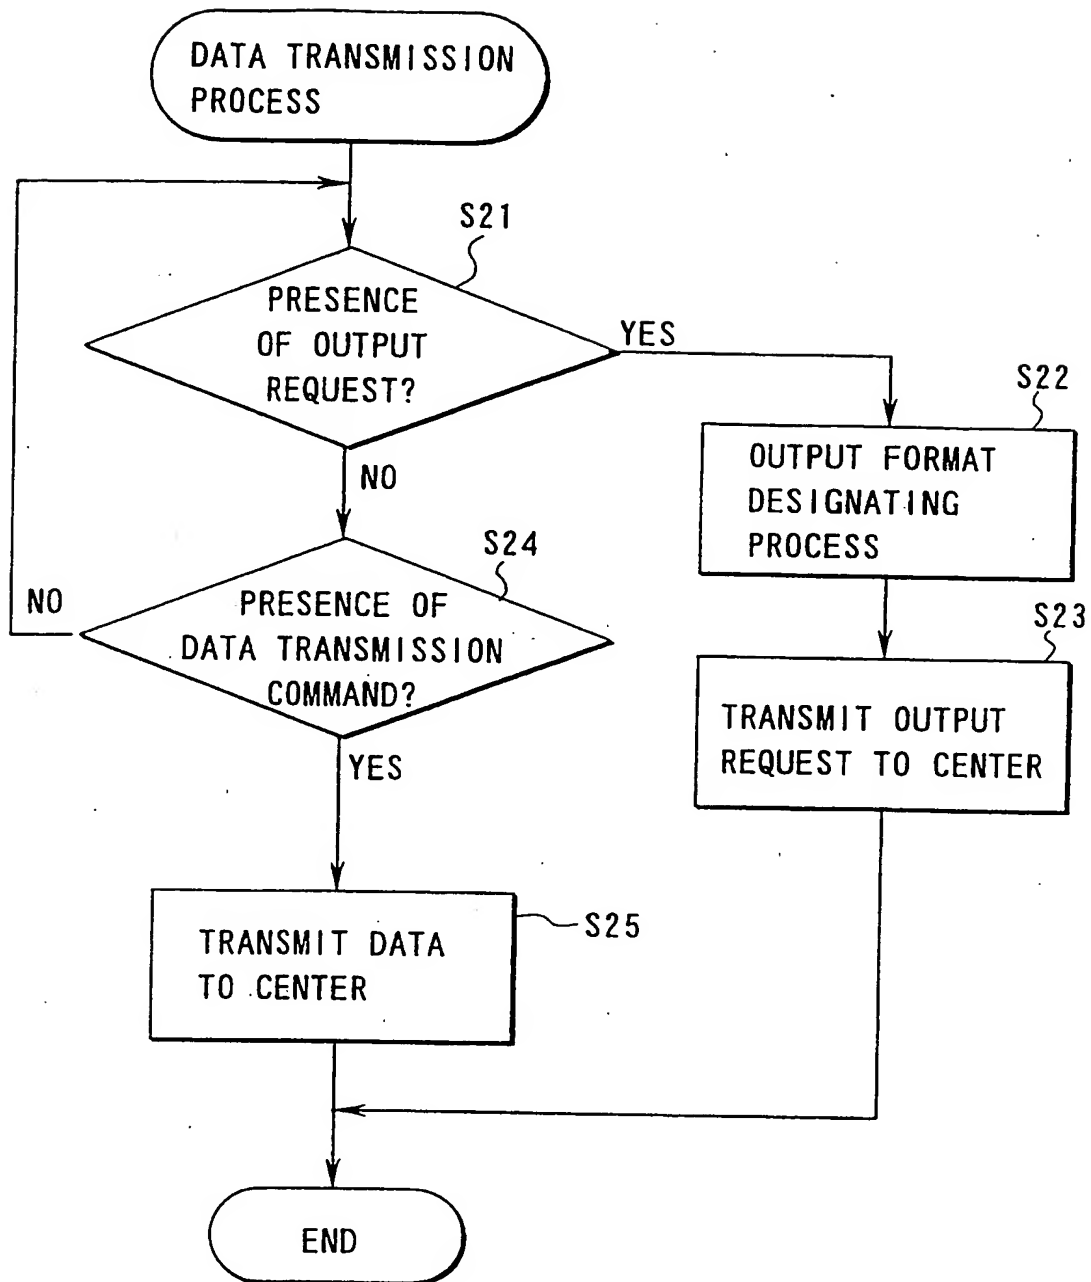 DATA TRANSMISSION
PROCESS
S21
PRESENCE
OF OUTPUT
REQUEST?
YES
S22
OUTPUT FORMAT
DESIGNATING
PROCESS
NO
S24
PRESENCE OF
DATA TRANSMISSION
COMMAND?
NO
S23
TRANSMIT OUTPUT
REQUEST TO CENTER
YES
S25
TRANSMIT DATA
TO CENTER
END